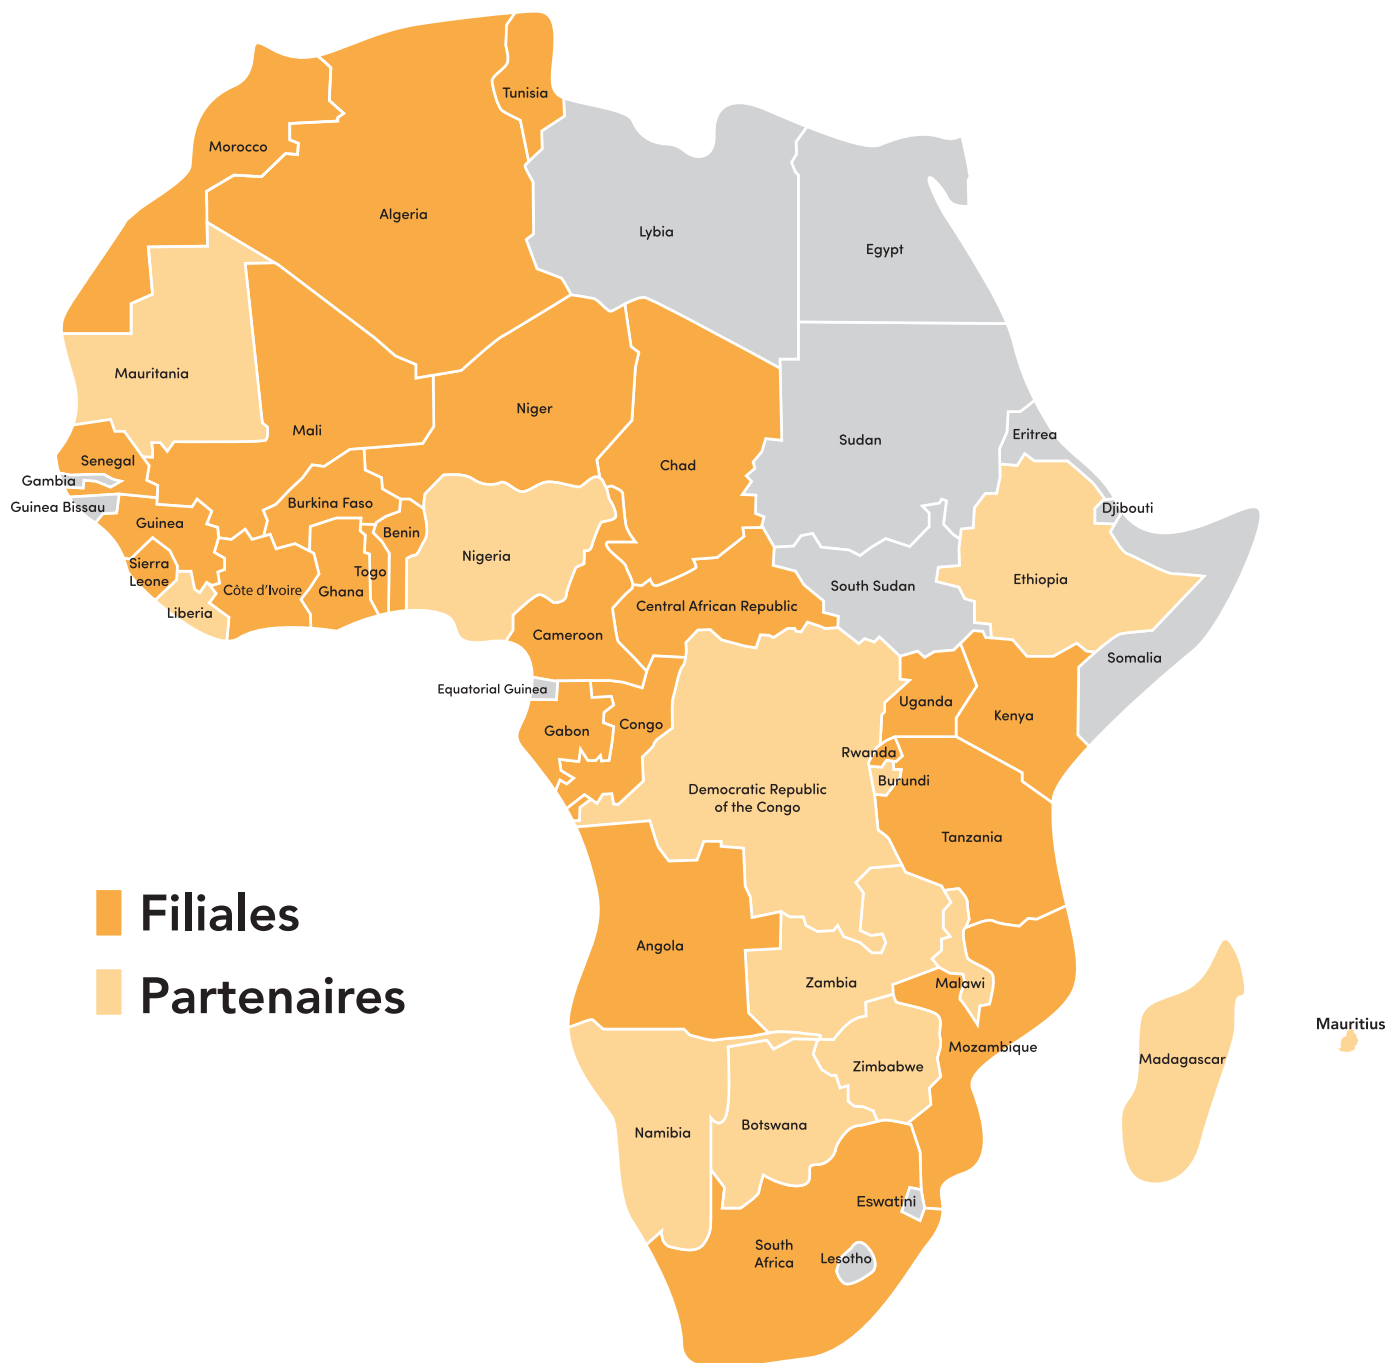 Tunisia
Morocco
Algeria
Lybia
Egypt
Mauritania
Niger
Mali
Sudan
Eritrea
Senegal
Chad
Gambia
Guinea Bissau
Burkina Faso
Djibouti
Guinea
Benin
Nigeria
Sierra
Leone
Togo
Ethiopia
Côte d'Ivoire
Ghana
South Sudan
Liberia
Central African Republic
Cameroon
Somalia
Equatorial Guinea
Uganda
Kenya
Gabon
Congo
Rwanda
Burundi
Democratic Republic
of the Congo
Tanzania
Filiales
Angola
Partenaires
Zambia
Malawi
Mauritius
Mozambique
Madagascar
Zimbabwe
Botswana
Namibia
Eswatini
South
Africa
Lesotho